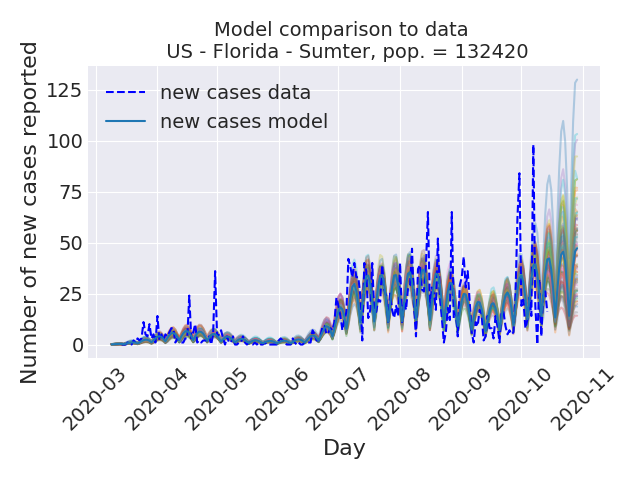 Model comparison to data
US - Florida - Sumter, pop. = 132420
Number of new cases reported
125
100
75
50
25
0
new cases data
new cases model
2020-03
2020-04
2020-05
2020-06
2020-07
2020-08
2020-09
2020-10
2020-11
Day